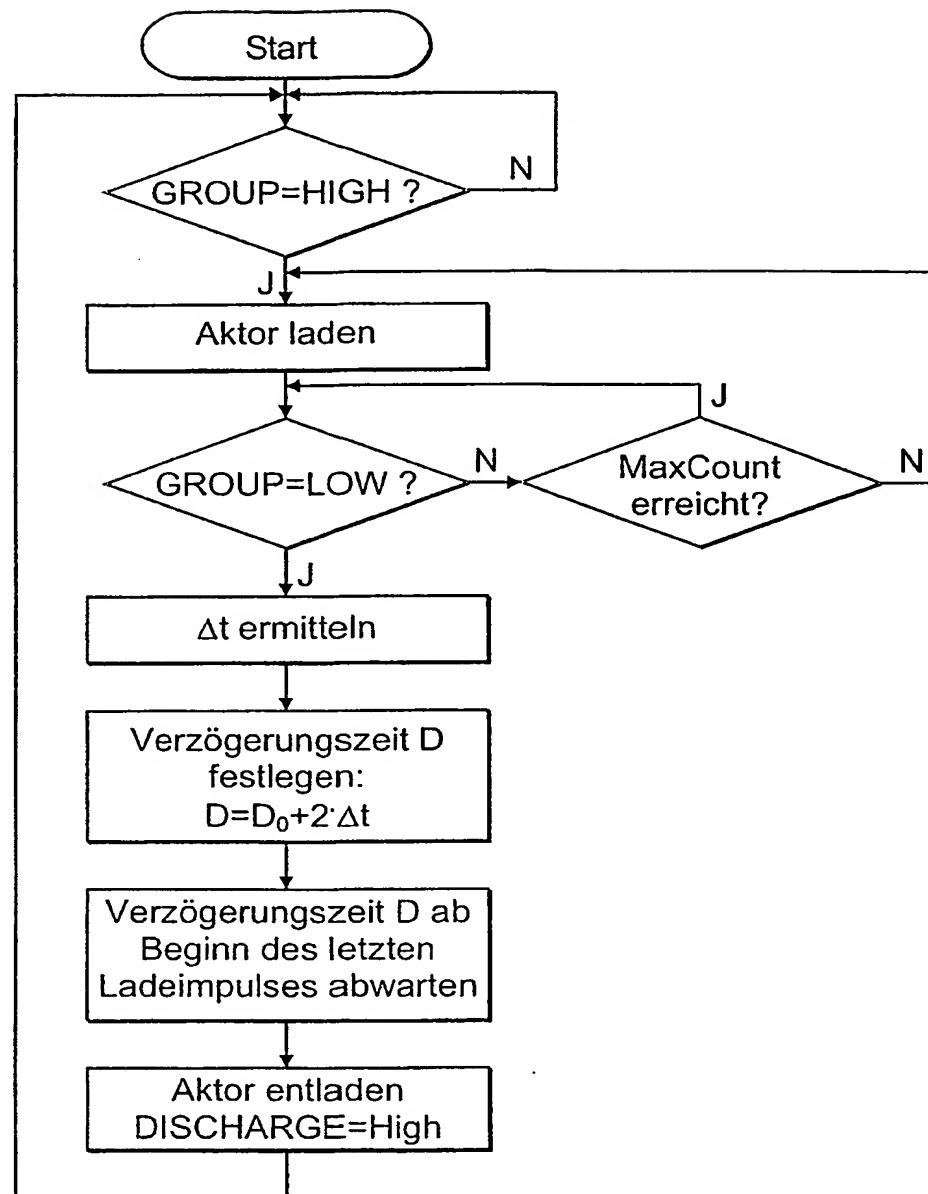 Start
GROUP=HIGH ?
N
J
Aktor laden
J
GROUP=LOW ?
N
MaxCount
erreicht?
N
J
Δt ermitteln
Verzögerungszeit D
festlegen:
D=D₀+2·Δt
Verzögerungszeit D ab
Beginn des letzten
Ladeimpulses abwarten
Aktor entladen
DISCHARGE=High